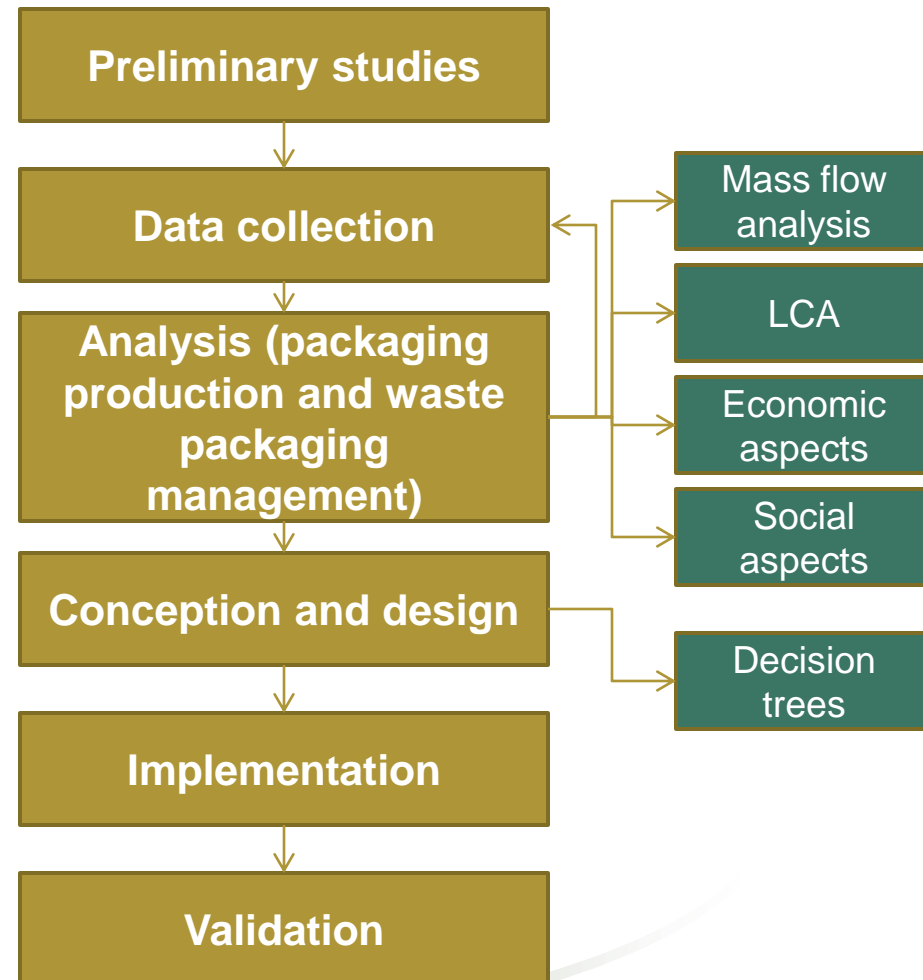 Preliminary studies
Data collection
Analysis (packaging
production and waste
packaging
management)
Conception and design
Implementation
Validation
Mass flow
analysis
LCA
Economic
aspects
Social
aspects
Decision
trees